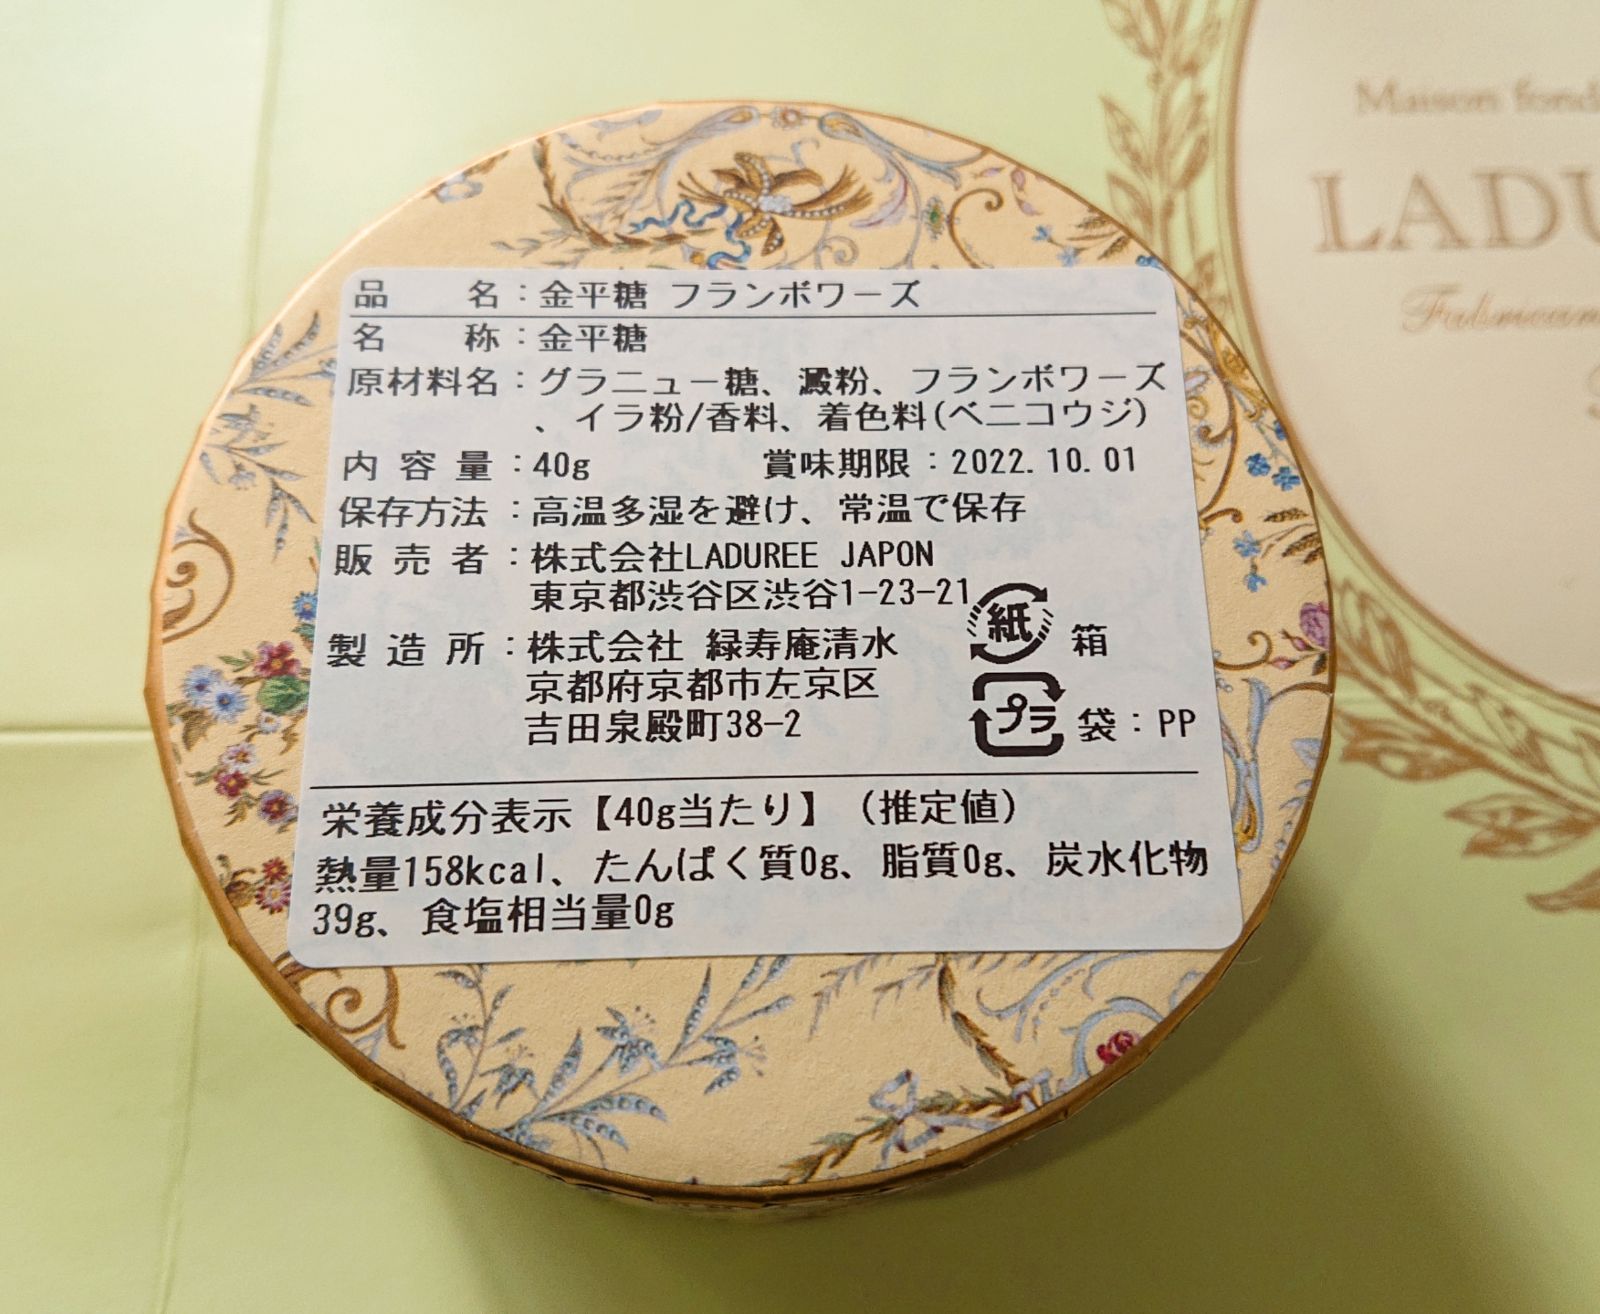 品 名：金平糖 フランボワーズ
名 称：金平糖
原材料名：グラニュー糖、澱粉、フランボワーズ
、イラ粉/香料、着色料(ベニコウジ)
内容量：40g 賞味期限：2022.10.01
保存方法：高温多湿を避け、常温で保存
販売者：株式会社LADUREE JAPON
東京都渋谷区渋谷1-23-21
紙 箱
製造所：株式会社 緑寿庵清水
京都府京都市左京区
吉田泉殿町38-2
プラ 袋：PP
栄養成分表示【40g当たり】（推定値）
熱量158kcal、たんぱく質0g、脂質0g、炭水化物
39g、食塩相当量0g
Maison fond
LADU
Fabrican